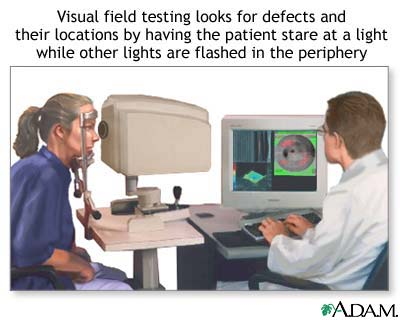 Visual field testing looks for defects and
their locations by having the patient stare at a light
while other lights are flashed in the periphery
A.D.A.M.